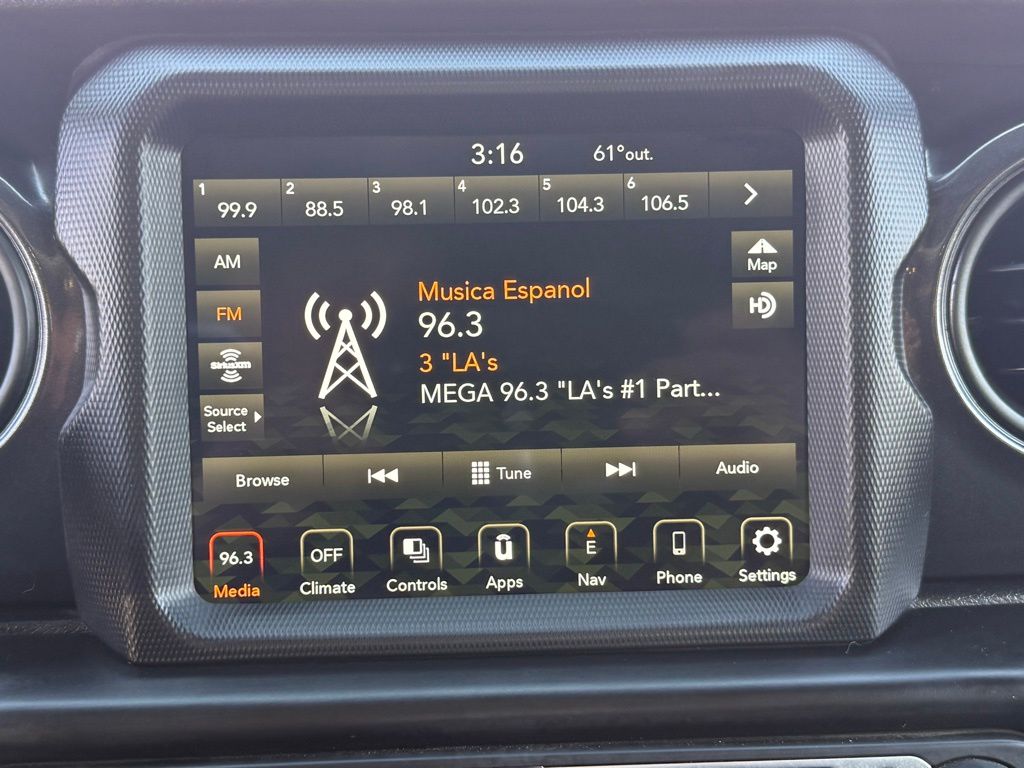 3:16 61°out.
1 2 3 4 5 6
99.9 88.5 98.1 102.3 104.3 106.5
AM
Map
FM
HD
Musica Espanol
96.3
SiriusXM
3 "LA's
MEGA 96.3 "LA's #1 Part...
Source
Select
Browse Tune Audio
96.3 OFF E
Media Climate Controls Apps Nav Phone Settings